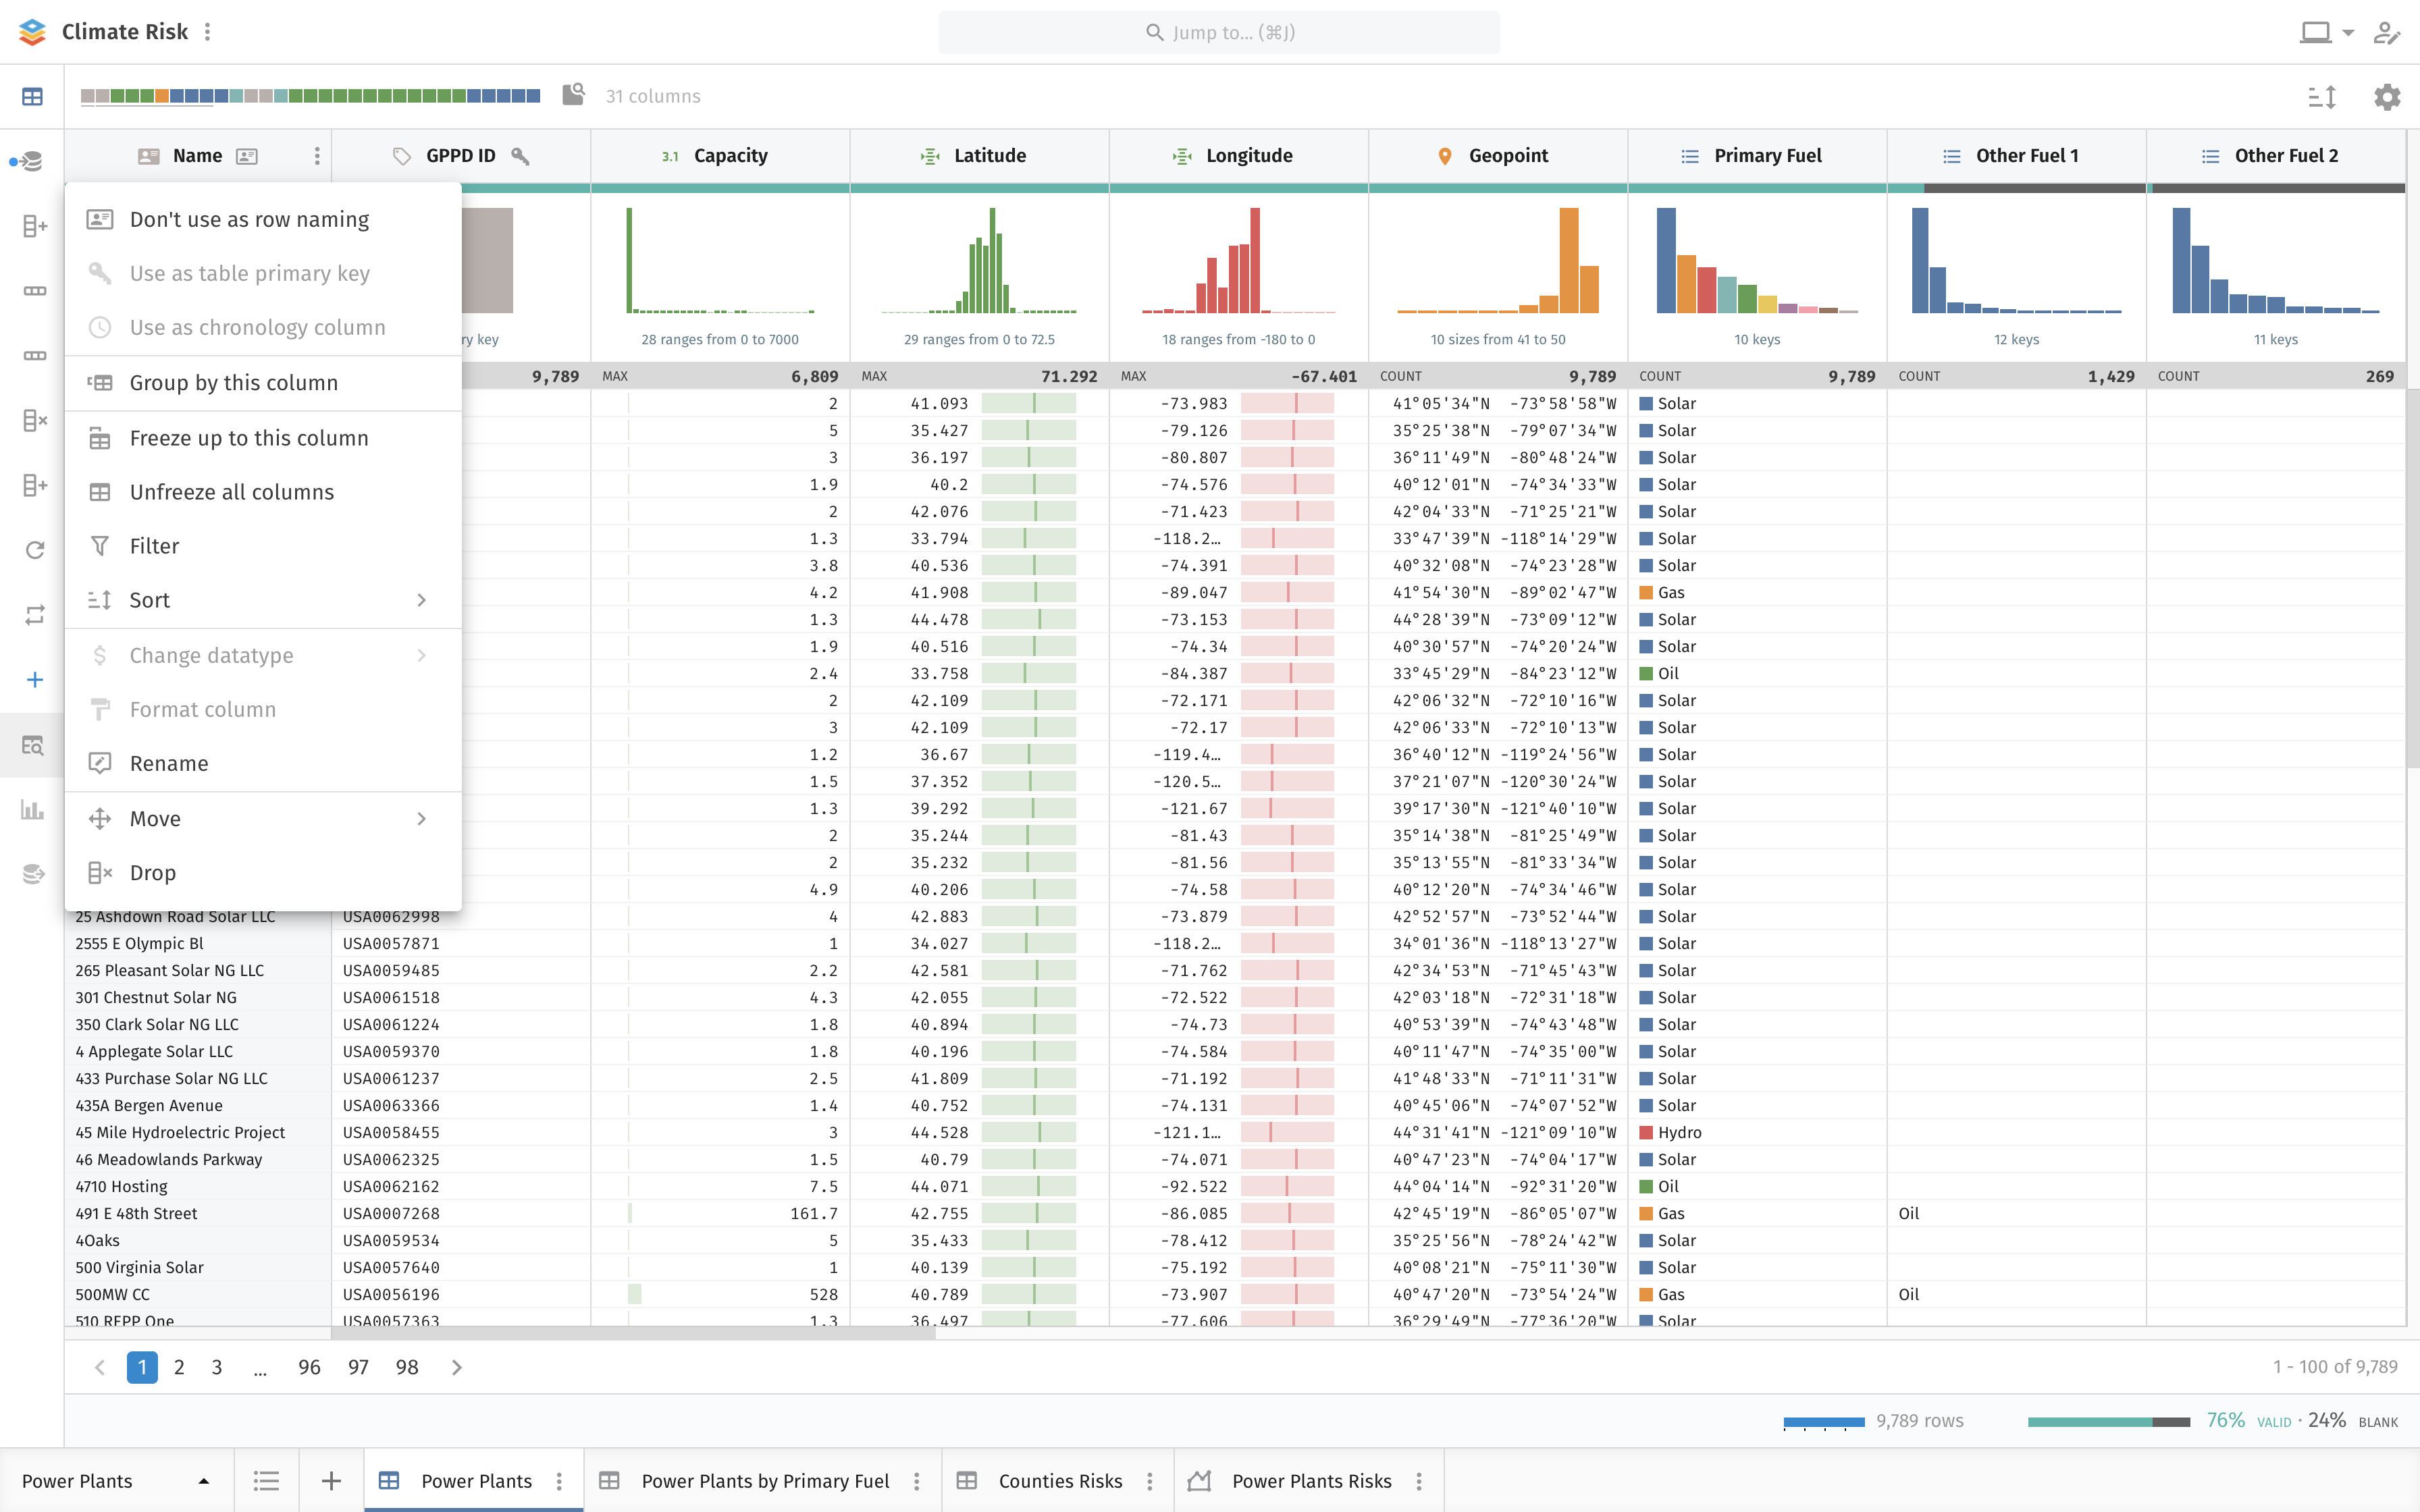 Climate Risk
Jump to... (⌘J)
31 columns
Name
GPPD ID
3.1 Capacity
Latitude
Longitude
Geopoint
Primary Fuel
Other Fuel 1
Other Fuel 2
Don't use as row naming
Use as table primary key
Use as chronology column
Group by this column
Freeze up to this column
Unfreeze all columns
Filter
Sort
Change datatype
Format column
Rename
Move
Drop
ry key
28 ranges from 0 to 7000
29 ranges from 0 to 72.5
18 ranges from -180 to 0
10 sizes from 41 to 50
10 keys
12 keys
11 keys
9,789 MAX 6,809 MAX 71.292 MAX -67.401 COUNT 9,789 COUNT 9,789 COUNT 1,429 COUNT 269
2 41.093 -73.983 41°05'34"N -73°58'58"W Solar
5 35.427 -79.126 35°25'38"N -79°07'34"W Solar
3 36.197 -80.807 36°11'49"N -80°48'24"W Solar
1.9 40.2 -74.576 40°12'01"N -74°34'33"W Solar
2 42.076 -71.423 42°04'33"N -71°25'21"W Solar
1.3 33.794 -118.2... 33°47'39"N -118°14'29"W Solar
3.8 40.536 -74.391 40°32'08"N -74°23'28"W Solar
4.2 41.908 -89.047 41°54'30"N -89°02'47"W Gas
1.3 44.478 -73.153 44°28'39"N -73°09'12"W Solar
1.9 40.516 -74.34 40°30'57"N -74°20'24"W Solar
2.4 33.758 -84.387 33°45'29"N -84°23'12"W Oil
2 42.109 -72.171 42°06'32"N -72°10'16"W Solar
3 42.109 -72.17 42°06'33"N -72°10'13"W Solar
1.2 36.67 -119.4... 36°40'12"N -119°24'56"W Solar
1.5 37.352 -120.5... 37°21'07"N -120°30'24"W Solar
1.3 39.292 -121.67 39°17'30"N -121°40'10"W Solar
2 35.244 -81.43 35°14'38"N -81°25'49"W Solar
2 35.232 -81.56 35°13'55"N -81°33'34"W Solar
4.9 40.206 -74.58 40°12'20"N -74°34'46"W Solar
25 Ashdown Road Solar LLC USA0062998 4 42.883 -73.879 42°52'57"N -73°52'44"W Solar
2555 E Olympic Bl USA0057871 1 34.027 -118.2... 34°01'36"N -118°13'27"W Solar
265 Pleasant Solar NG LLC USA0059485 2.2 42.581 -71.762 42°34'53"N -71°45'43"W Solar
301 Chestnut Solar NG USA0061518 4.3 42.055 -72.522 42°03'18"N -72°31'18"W Solar
350 Clark Solar NG LLC USA0061224 1.8 40.894 -74.73 40°53'39"N -74°43'48"W Solar
4 Applegate Solar LLC USA0059370 1.8 40.196 -74.584 40°11'47"N -74°35'00"W Solar
433 Purchase Solar NG LLC USA0061237 2.5 41.809 -71.192 41°48'33"N -71°11'31"W Solar
435A Bergen Avenue USA0063366 1.4 40.752 -74.131 40°45'06"N -74°07'52"W Solar
45 Mile Hydroelectric Project USA0058455 3 44.528 -121.1... 44°31'41"N -121°09'10"W Hydro
46 Meadowlands Parkway USA0062325 1.5 40.79 -74.071 40°47'23"N -74°04'17"W Solar
4710 Hosting USA0062162 7.5 44.071 -92.522 44°04'14"N -92°31'20"W Oil
491 E 48th Street USA0007268 161.7 42.755 -86.085 42°45'19"N -86°05'07"W Gas Oil
4Oaks USA0059534 5 35.433 -78.412 35°25'56"N -78°24'42"W Solar
500 Virginia Solar USA0057640 1 40.139 -75.192 40°08'21"N -75°11'30"W Solar
500MW CC USA0056196 528 40.789 -73.907 40°47'20"N -73°54'24"W Gas Oil
510 REPP One USA0057363 1.3 36.497 -77.606 36°29'49"N -77°36'20"W Solar
1 2 3 ... 96 97 98
1 - 100 of 9,789
9,789 rows
76% VALID · 24% BLANK
Power Plants
Power Plants
Power Plants by Primary Fuel
Counties Risks
Power Plants Risks